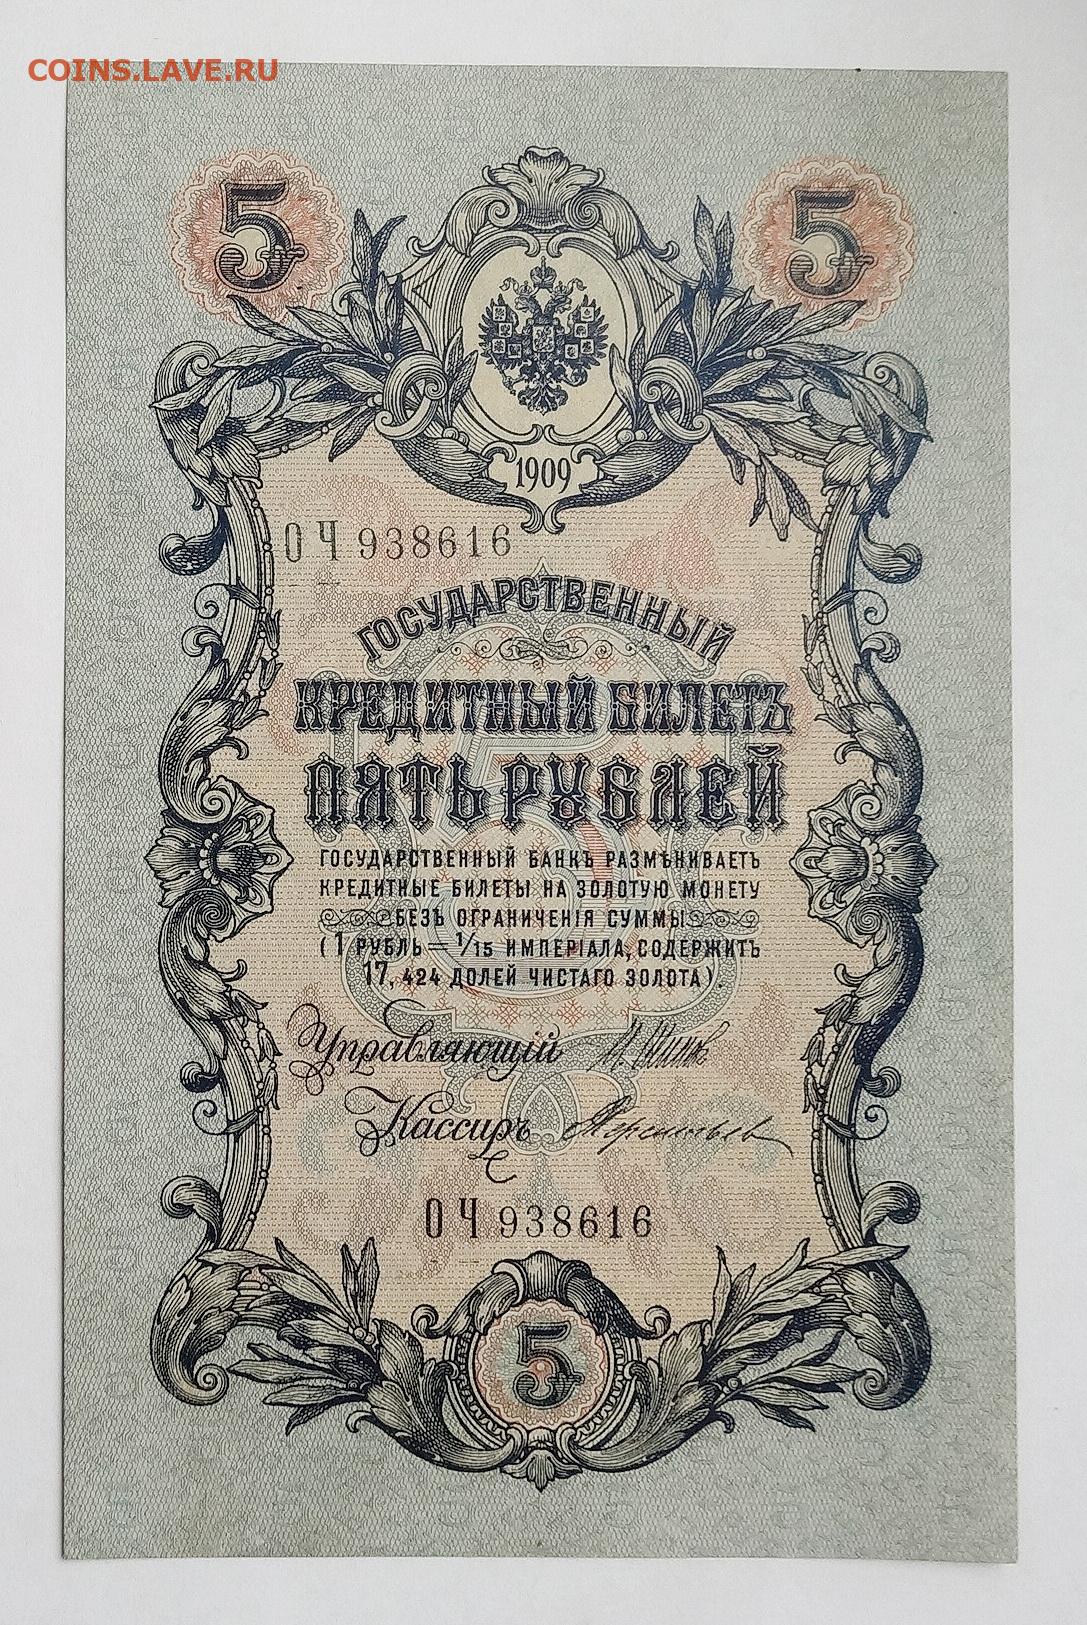 COINS.LAVE.RU
5 5
1909
ОЧ 938616
ГОСУДАРСТВЕННЫЙ
КРЕДИТНЫЙ БИЛЕТЪ
ПЯТЬ РУБЛЕЙ
ГОСУДАРСТВЕННЫЙ БАНКЪ РАЗМѢНИВАЕТЪ
КРЕДИТНЫЕ БИЛЕТЫ НА ЗОЛОТУЮ МОНЕТУ
БЕЗЪ ОГРАНИЧЕНІЯ СУММЫ
(1 РУБЛЬ = 1/15 ИМПЕРІАЛА, СОДЕРЖИТЪ
17, 424 ДОЛЕЙ ЧИСТАГО ЗОЛОТА).
Управляющій
Кассиръ
ОЧ 938616
5